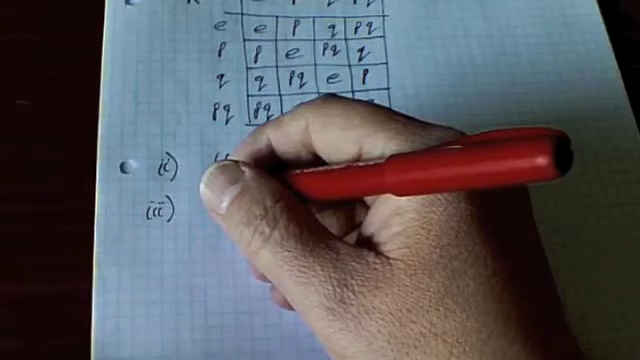 e e p q pq
p p e pq q
q q pq e p
pq pq
(i)
(ii)